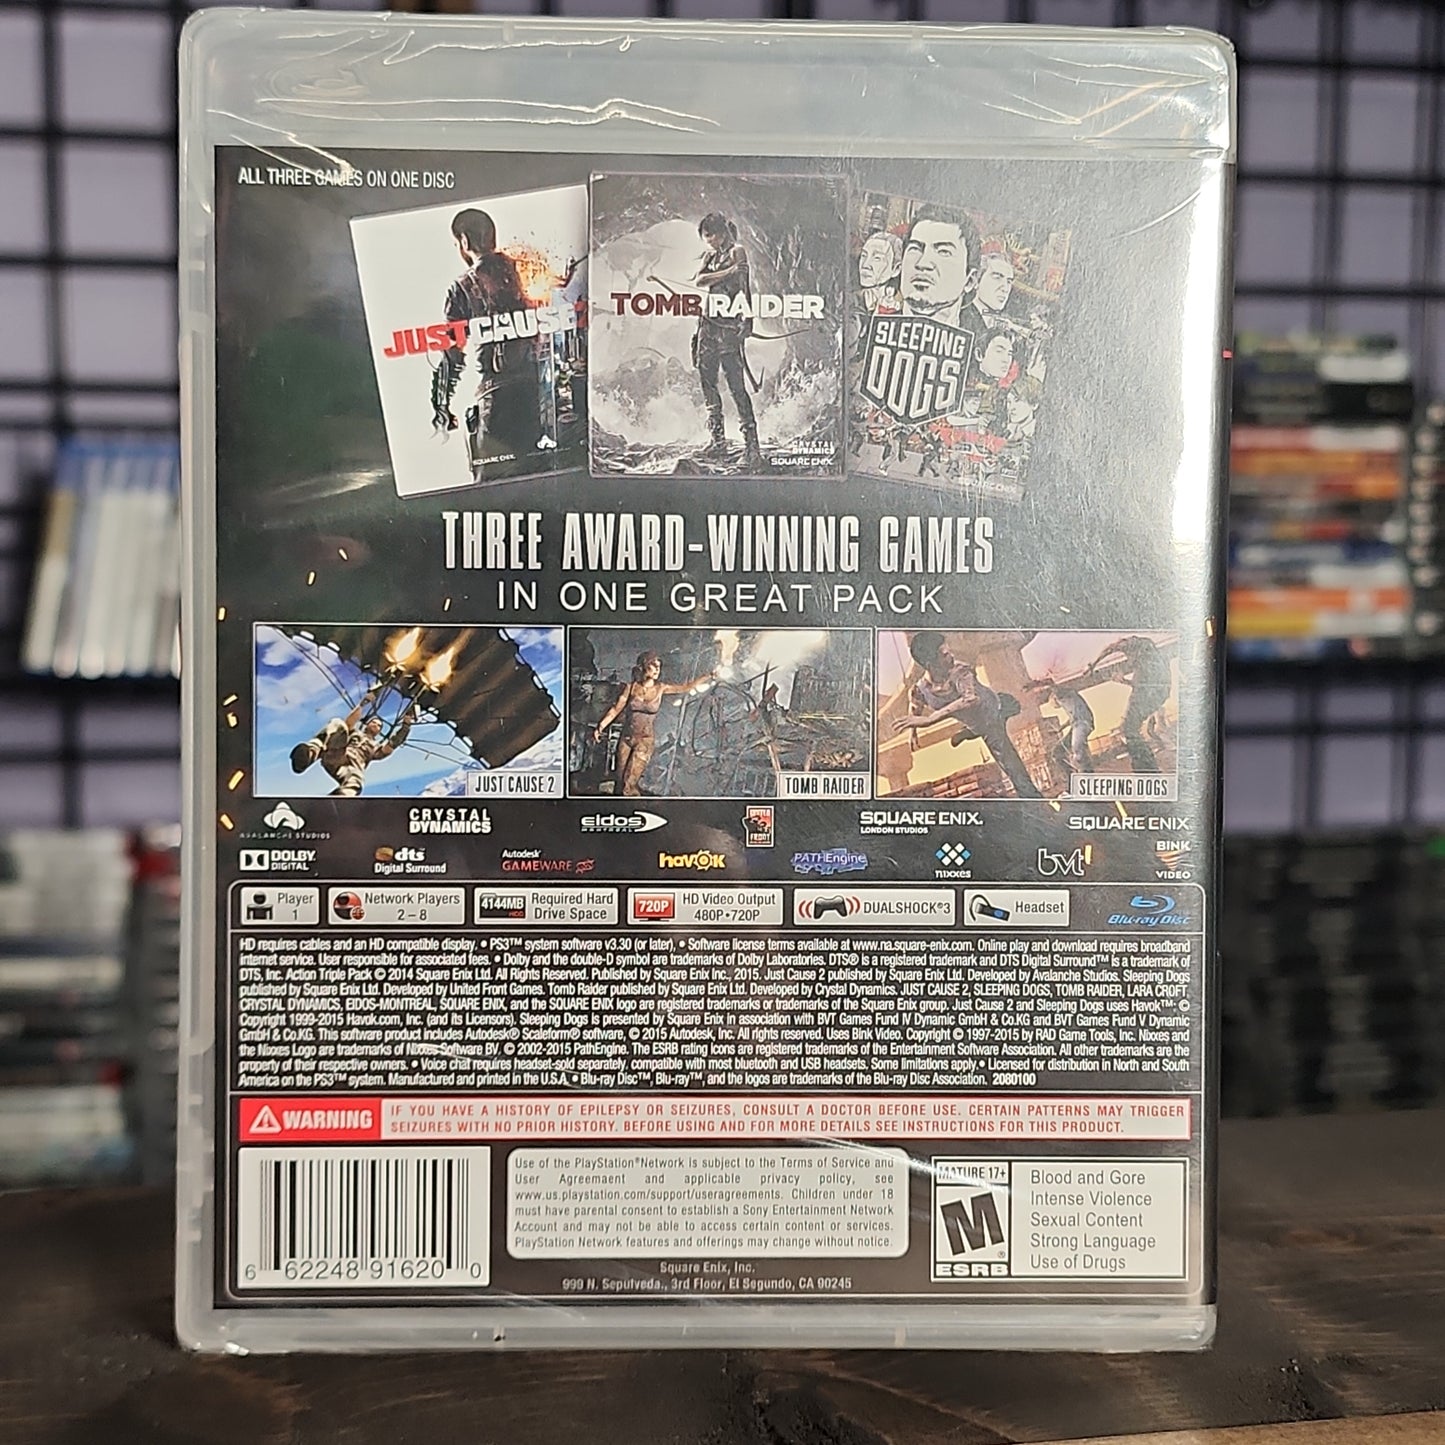 ALL THREE GAMES ON ONE DISC
JUST CAUSE 2
SQUARE ENIX
TOMB RAIDER
CRYSTAL
DYNAMICS
SQUARE ENIX
SLEEPING
DOGS
SQUARE ENIX
THREE AWARD-WINNING GAMES
IN ONE GREAT PACK
JUST CAUSE 2
TOMB RAIDER
SLEEPING DOGS
AVALANCHE STUDIOS
CRYSTAL
DYNAMICS
eidos
MONTREAL
SQUARE ENIX.
LONDON STUDIOS
SQUARE ENIX
DOLBY
DIGITAL
dts
Digital Surround
Autodesk
GAMEWARE
havok
PATHEngine
nixxes
bvt!
BINK
VIDEO
Player
1
Network Players
2 – 8
4144MB
HDD
Required Hard
Drive Space
720P
HD Video Output
480P•720P
DUALSHOCK®3
Headset
Blu-ray Disc
HD requires cables and an HD compatible display. • PS3™ system software v3.30 (or later), • Software license terms available at www.na.square-enix.com. Online play and download requires broadband
internet service. User responsible for associated fees. • Dolby and the double-D symbol are trademarks of Dolby Laboratories. DTS® is a registered trademark and DTS Digital Surround™ is a trademark of
DTS, Inc. Action Triple Pack © 2014 Square Enix Ltd. All Rights Reserved. Published by Square Enix Inc., 2015. Just Cause 2 published by Square Enix Ltd. Developed by Avalanche Studios. Sleeping Dogs
published by Square Enix Ltd. Developed by United Front Games. Tomb Raider published by Square Enix Ltd. Developed by Crystal Dynamics. JUST CAUSE 2, SLEEPING DOGS, TOMB RAIDER, LARA CROFT,
CRYSTAL DYNAMICS, EIDOS-MONTREAL, SQUARE ENIX, and the SQUARE ENIX logo are registered trademarks or trademarks of the Square Enix group. Just Cause 2 and Sleeping Dogs uses Havok™: ©
Copyright 1999-2015 Havok.com, Inc. (and its Licensors). Sleeping Dogs is presented by Square Enix in association with BVT Games Fund IV Dynamic GmbH & Co.KG and BVT Games Fund V Dynamic
GmbH & Co.KG. This software product includes Autodesk® Scaleform® software, © 2015 Autodesk, Inc. All rights reserved. Uses Bink Video. Copyright © 1997-2015 by RAD Game Tools, Inc. Nixxes and
the Nixxes Logo are trademarks of Nixxes Software BV. © 2002-2015 PathEngine. The ESRB rating icons are registered trademarks of the Entertainment Software Association. All other trademarks are the
property of their respective owners. • Voice chat requires headset-sold separately. compatible with most bluetooth and USB headsets. Some limitations apply.• Licensed for distribution in North and South
America on the PS3™ system. Manufactured and printed in the U.S.A. • Blu-ray Disc™, Blu-ray™, and the logos are trademarks of the Blu-ray Disc Association. 2080100
WARNING
IF YOU HAVE A HISTORY OF EPILEPSY OR SEIZURES, CONSULT A DOCTOR BEFORE USE. CERTAIN PATTERNS MAY TRIGGER
SEIZURES WITH NO PRIOR HISTORY. BEFORE USING AND FOR MORE DETAILS SEE INSTRUCTIONS FOR THIS PRODUCT.
6 62248 91620 0
Use of the PlayStation®Network is subject to the Terms of Service and
User Agreemaent and applicable privacy policy, see
www.us.playstation.com/support/useragreements. Children under 18
must have parental consent to establish a Sony Entertainment Network
Account and may not be able to access certain content or services.
PlayStation Network features and offerings may change without notice.
Square Enix, Inc.
999 N. Sepulveda., 3rd Floor, El Segundo, CA 90245
MATURE 17+
M
ESRB
Blood and Gore
Intense Violence
Sexual Content
Strong Language
Use of Drugs